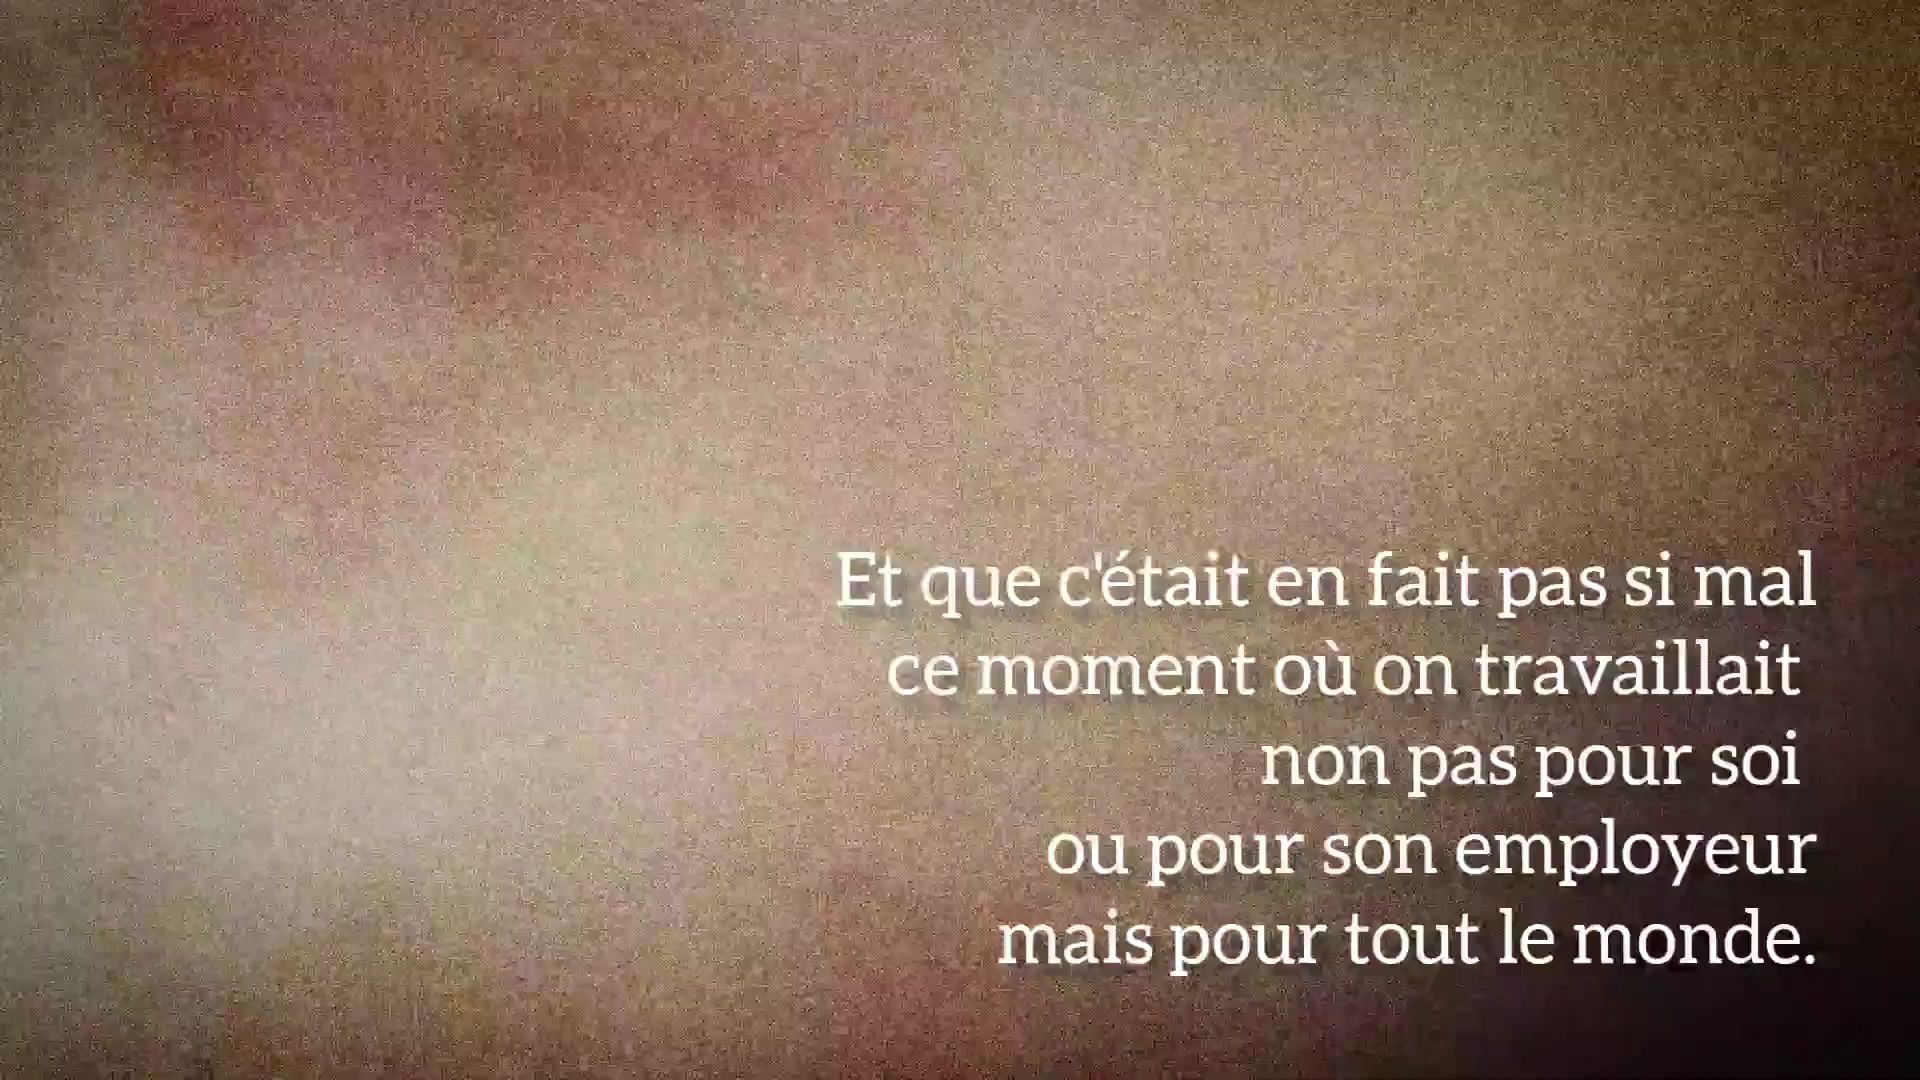 Et que c'était en fait pas si mal
ce moment où on travaillait
non pas pour soi
ou pour son employeur
mais pour tout le monde.